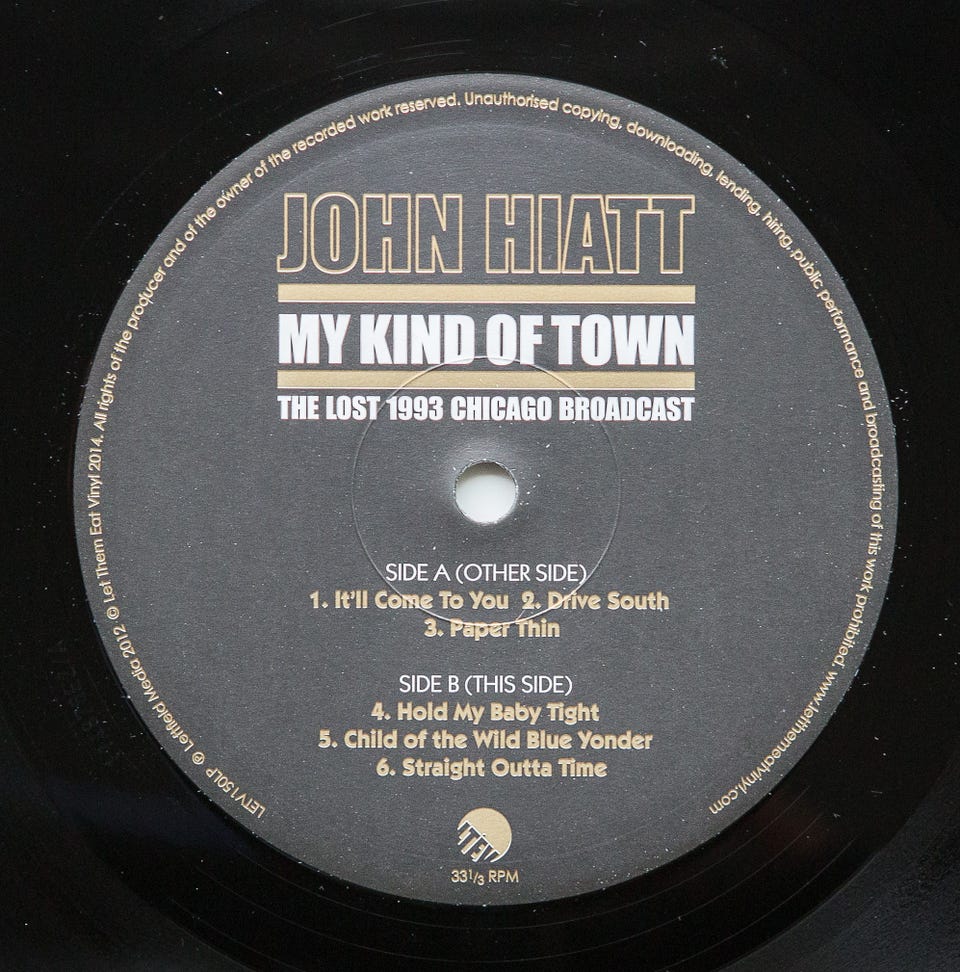 JOHN HIATT
MY KIND OF TOWN
THE LOST 1993 CHICAGO BROADCAST
SIDE A (OTHER SIDE)
1. It'll Come To You 2. Drive South
3. Paper Thin
SIDE B (THIS SIDE)
4. Hold My Baby Tight
5. Child of the Wild Blue Yonder
6. Straight Outta Time
LTEV
33 1/3 RPM
LETV150LP ℗ Leftfield Media 2012. © Let Them Eat Vinyl 2014. All rights of the producer and of the owner of the recorded work reserved. Unauthorised copying, downloading, lending, hiring, public performance and broadcasting of this work prohibited. www.letthemeatvinyl.com